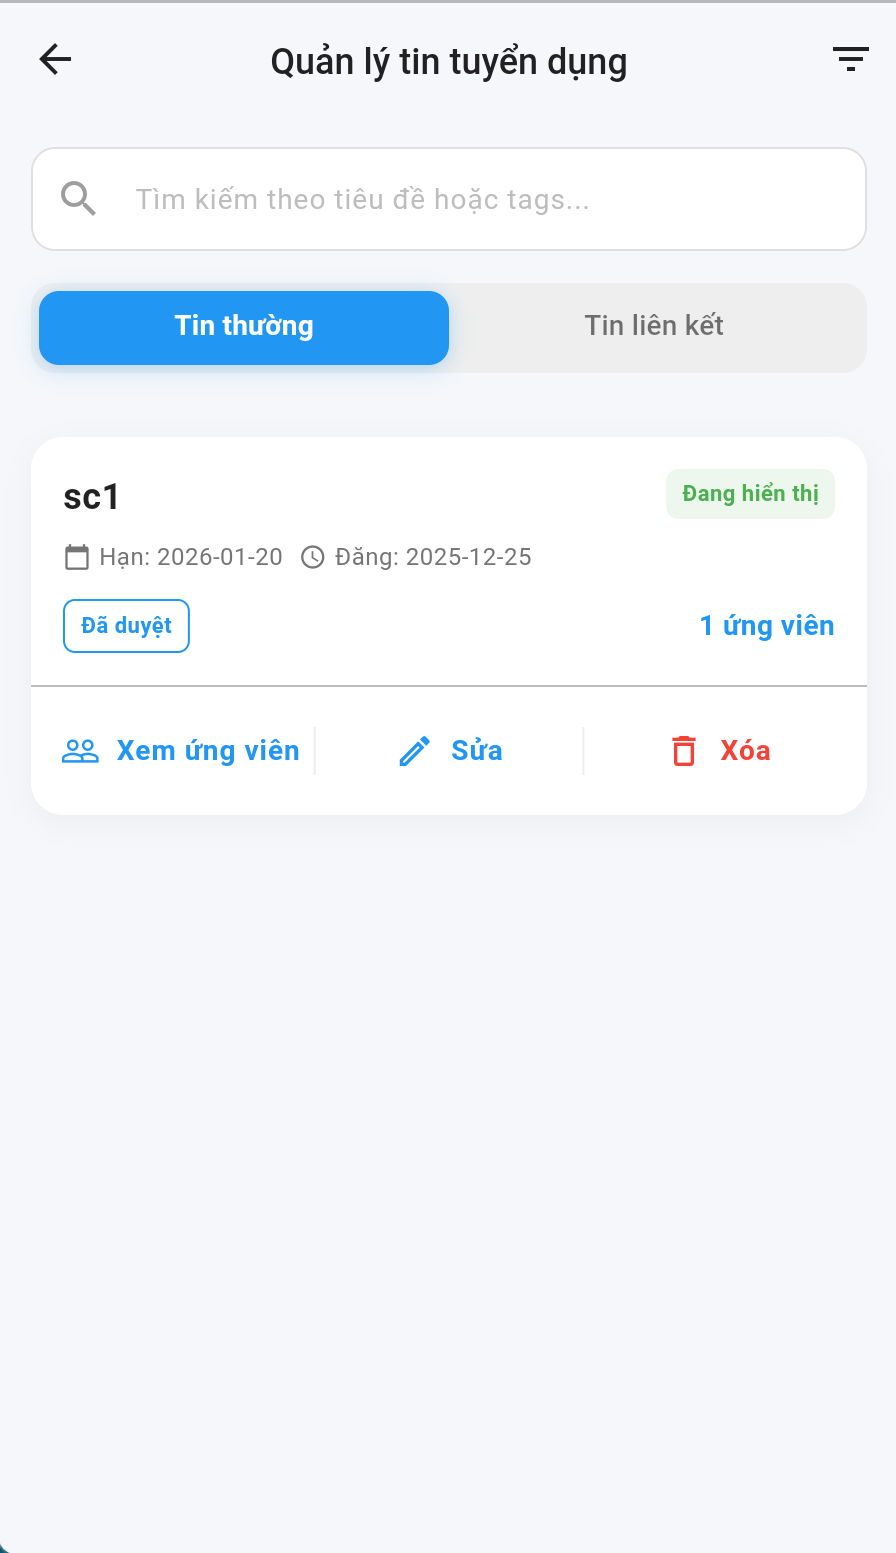 Quản lý tin tuyển dụng
Tìm kiếm theo tiêu đề hoặc tags...
Tin thường
Tin liên kết
sc1
Đang hiển thị
Hạn: 2026-01-20
Đăng: 2025-12-25
Đã duyệt
1 ứng viên
Xem ứng viên
Sửa
Xóa